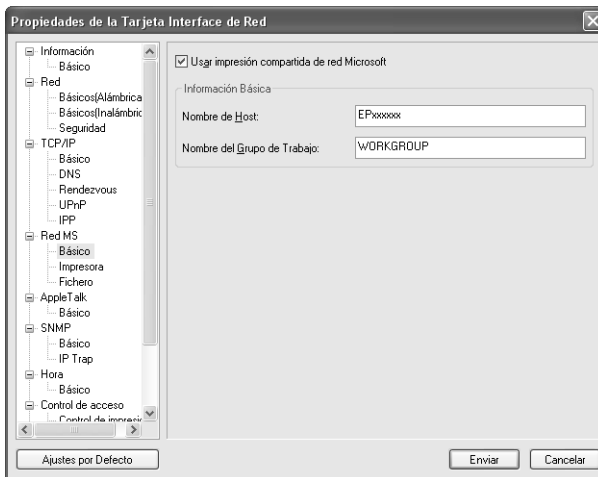 Propiedades de la Tarjeta Interface de Red
Información
Básico
Red
Básicos(Alámbrica
Básicos(Inalámbric
Seguridad
TCP/IP
Básico
DNS
Rendezvous
UPnP
IPP
Red MS
Básico
Impresora
Fichero
AppleTalk
Básico
SNMP
Básico
IP Trap
Hora
Básico
Control de acceso
Control de impresió
Usar impresión compartida de red Microsoft
Información Básica
Nombre de Host: EPxxxxxx
Nombre del Grupo de Trabajo: WORKGROUP
Ajustes por Defecto
Enviar
Cancelar